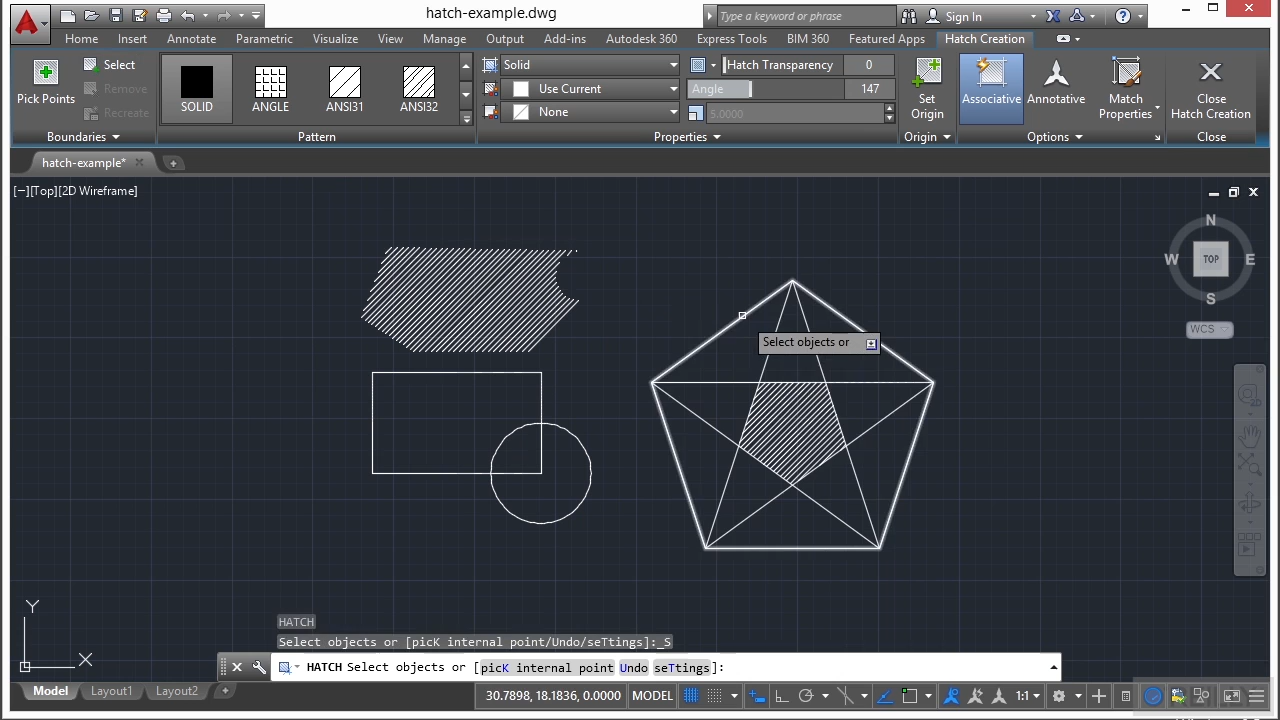 hatch-example.dwg
Type a keyword or phrase
Sign In
Home Insert Annotate Parametric Visualize View Manage Output Add-ins Autodesk 360 Express Tools BIM 360 Featured Apps Hatch Creation
Pick Points
Select
Remove
Recreate
SOLID
ANGLE
ANSI31
ANSI32
Solid
Use Current
None
Hatch Transparency 0
Angle 147
5.0000
Set
Origin
Associative
Annotative
Match
Properties
Close
Hatch Creation
Boundaries
Pattern
Properties
Origin
Options
Close
hatch-example*
[−][Top][2D Wireframe]
N
W TOP E
S
WCS
Select objects or
Y
X
HATCH
Select objects or [picK internal point/Undo/seTtings]:_S
HATCH Select objects or [picK internal point Undo seTtings]:
Model Layout1 Layout2
30.7898, 18.1836, 0.0000 MODEL 1:1